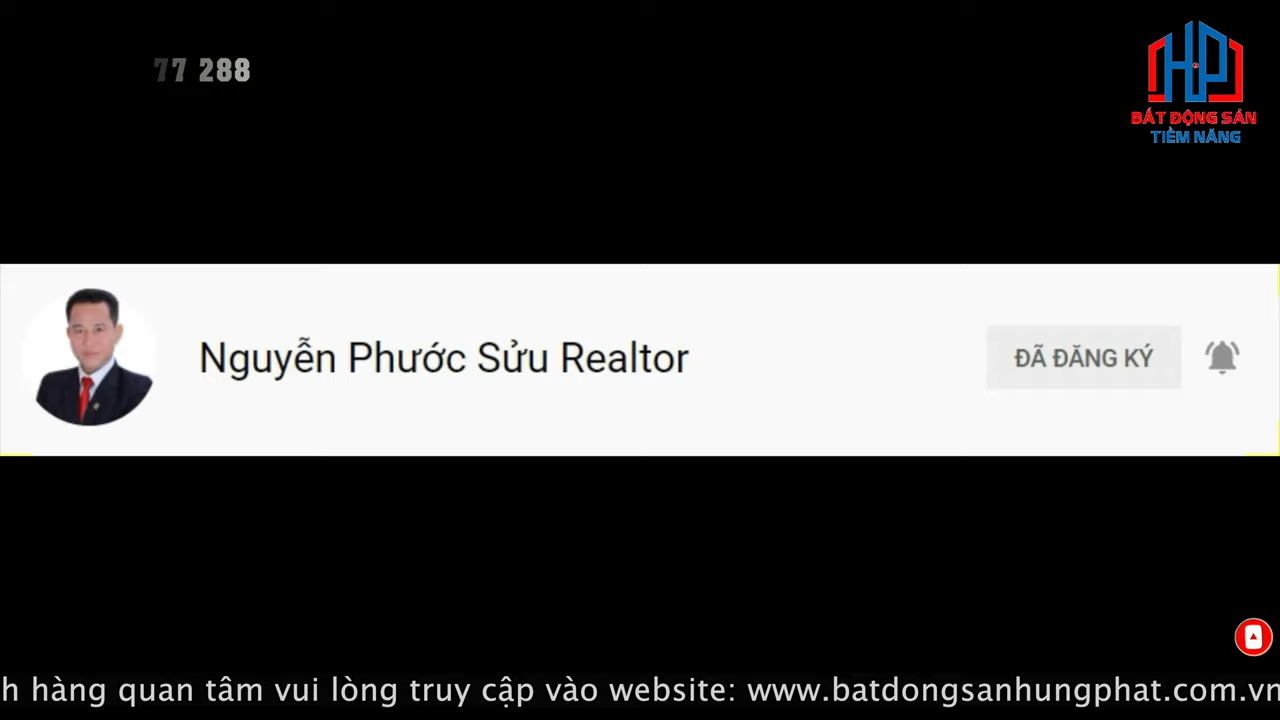 77 288
HP
BẤT ĐỘNG SẢN
TIỀM NĂNG
Nguyễn Phước Sửu Realtor
ĐÃ ĐĂNG KÝ
h hàng quan tâm vui lòng truy cập vào website: www.batdongsanhungphat.com.vn